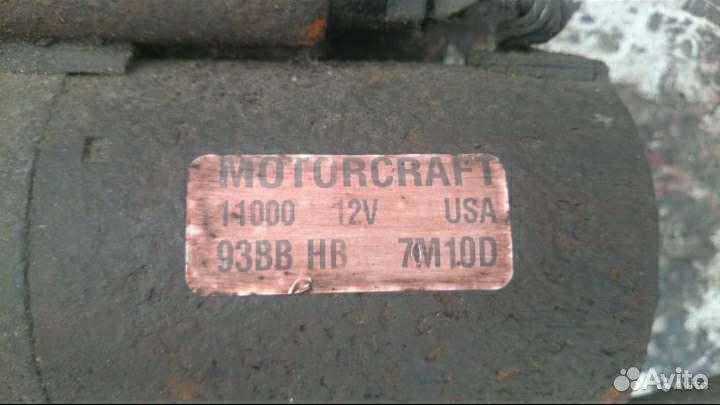 MOTORCRAFT
11000 12V USA
93BB HB 7M10D
Avito